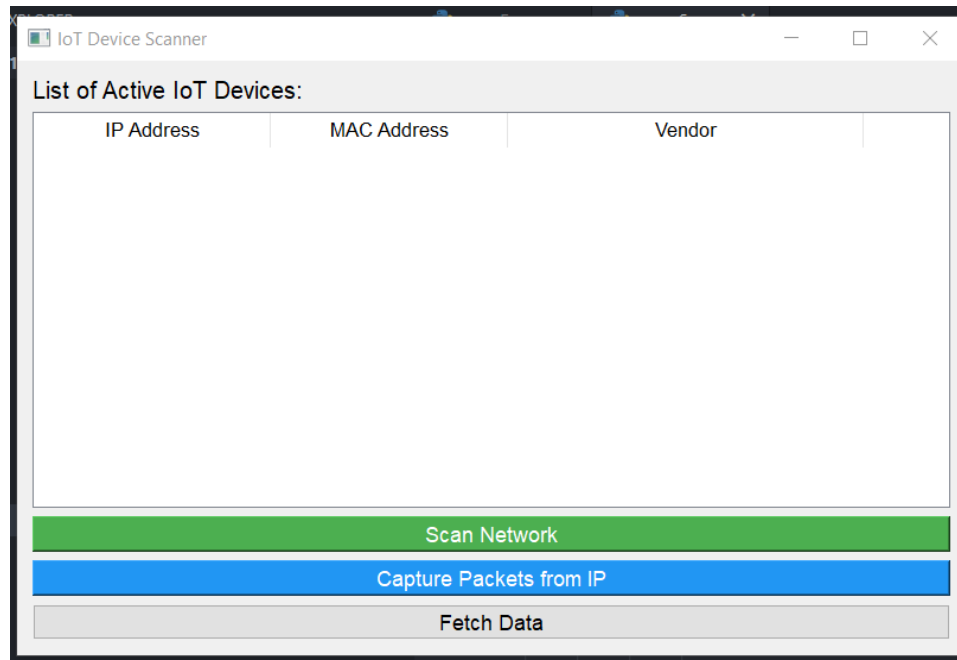 IoT Device Scanner
List of Active IoT Devices:
IP Address MAC Address Vendor
Scan Network
Capture Packets from IP
Fetch Data